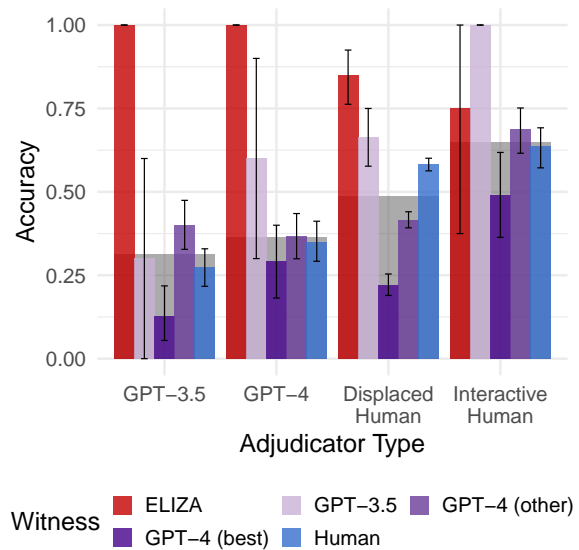 1.00
0.75
0.50
0.25
0.00
Accuracy
GPT−3.5
GPT−4
Displaced
Human
Interactive
Human
Adjudicator Type
Witness
ELIZA
GPT−3.5
GPT−4 (other)
GPT−4 (best)
Human